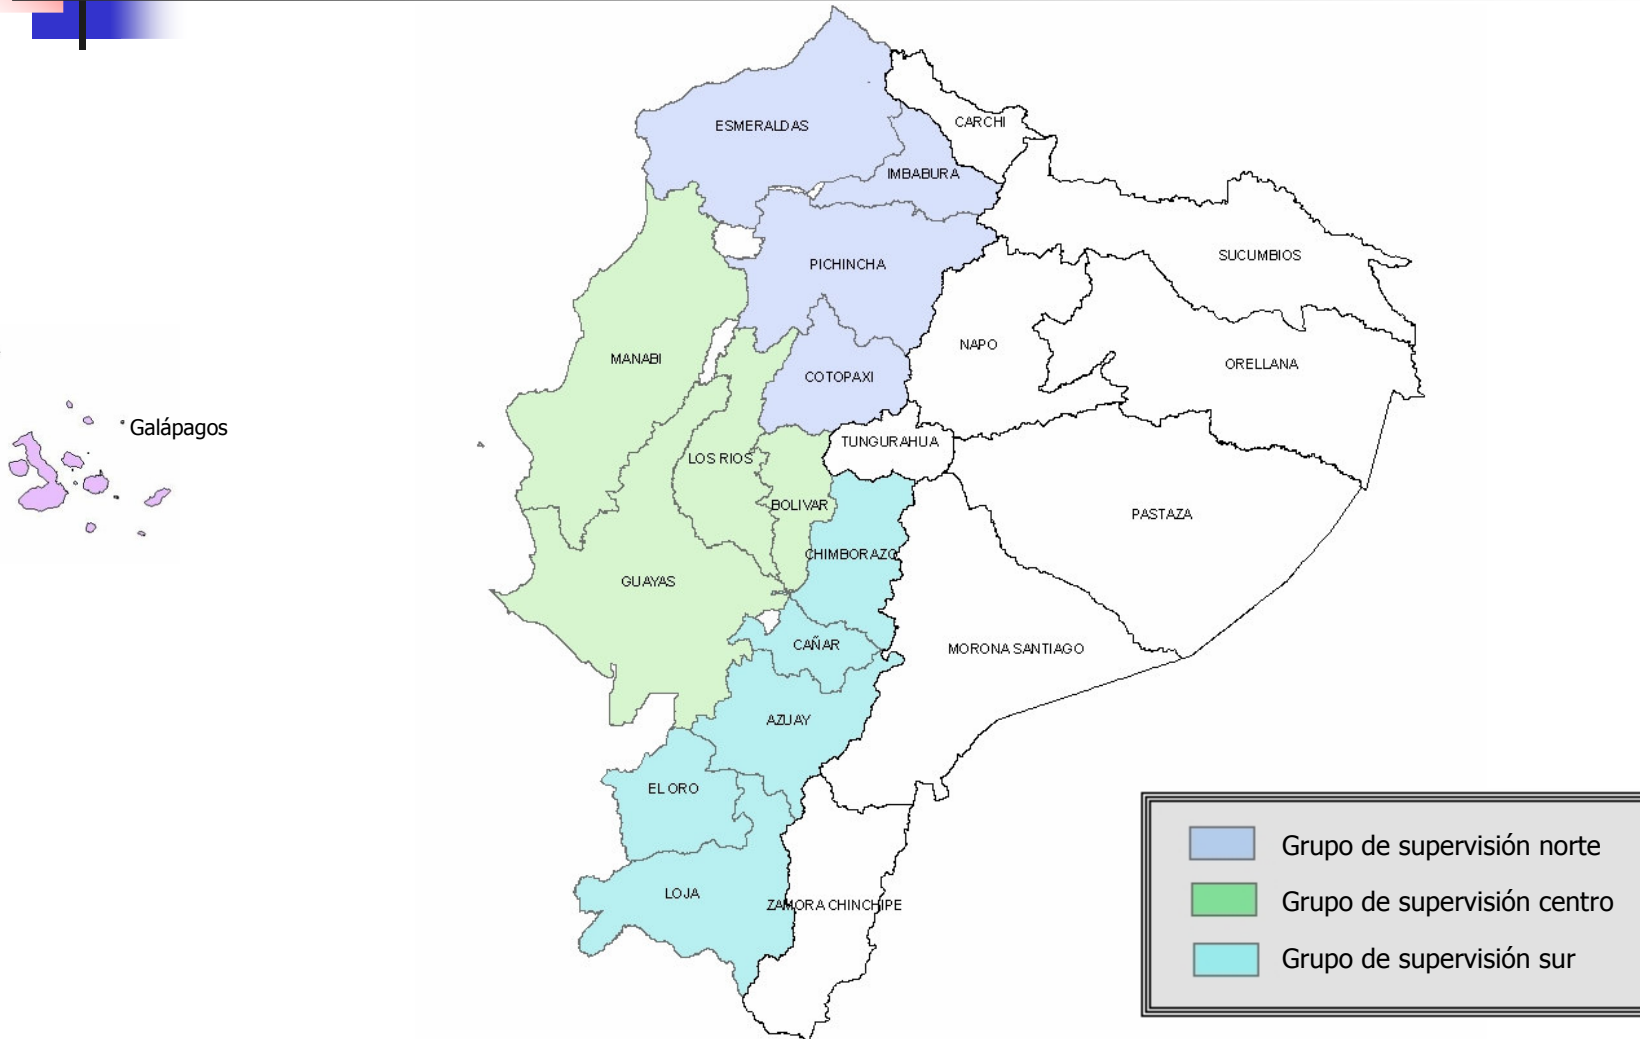 ESMERALDAS
CARCHI
IMBABURA
PICHINCHA
SUCUMBIOS
NAPO
MANABI
ORELLANA
COTOPAXI
Galápagos
TUNGURAHUA
LOS RIOS
BOLIVAR
PASTAZA
CHIMBORAZO
GUAYAS
CAÑAR
MORONA SANTIAGO
AZUAY
EL ORO
LOJA
ZAMORA CHINCHIPE
Grupo de supervisión norte
Grupo de supervisión centro
Grupo de supervisión sur